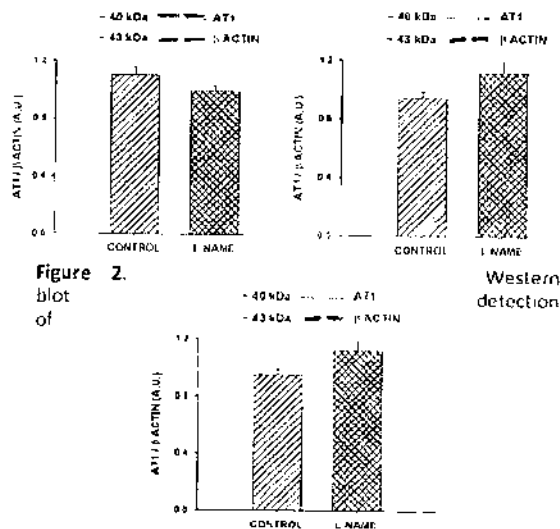 - 40 kDa AT1
- 43 kDa β ACTIN
1.2
0.8
0.4
0.0
AT1 / β ACTIN (A.U.)
CONTROL L NAME
- 40 kDa AT1
- 43 kDa β ACTIN
1.2
0.8
0.4
AT1 / β ACTIN (A.U.)
CONTROL L NAME
Figure 2. Western
blot detection
of
- 40 kDa AT1
- 43 kDa β ACTIN
1.2
0.8
0.4
0.0
AT1 / β ACTIN (A.U.)
CONTROL L NAME